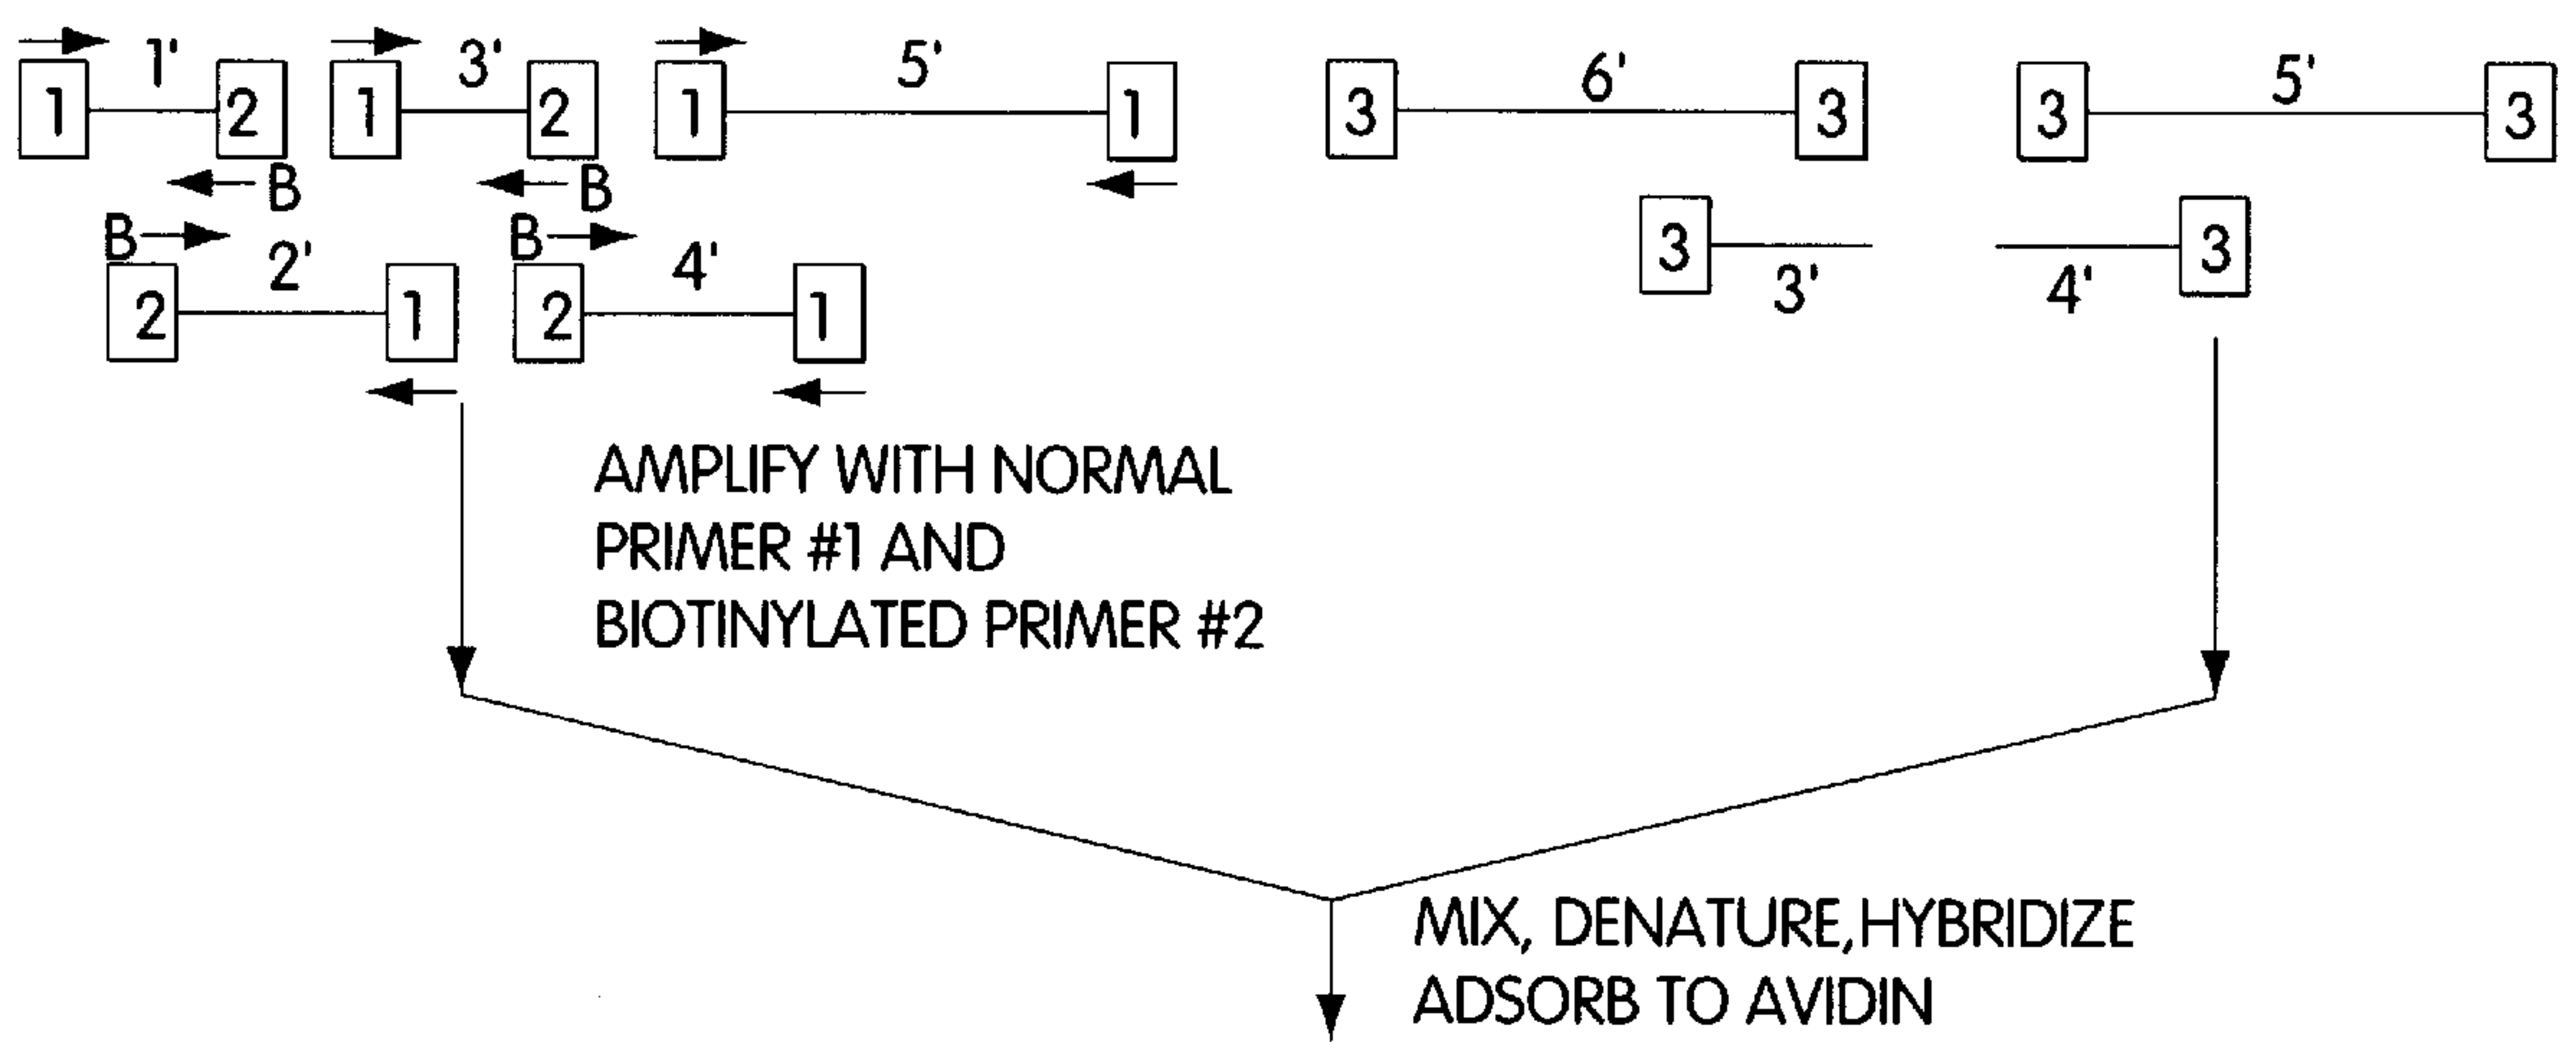 1' 3' 5' 6' 5'
1 2 1 2 1 1 3 3 3 3
B B
B B
2' 4'
3 3
3' 4'
2 1 2 1
AMPLIFY WITH NORMAL
PRIMER #1 AND
BIOTINYLATED PRIMER #2
MIX, DENATURE, HYBRIDIZE
ADSORB TO AVIDIN